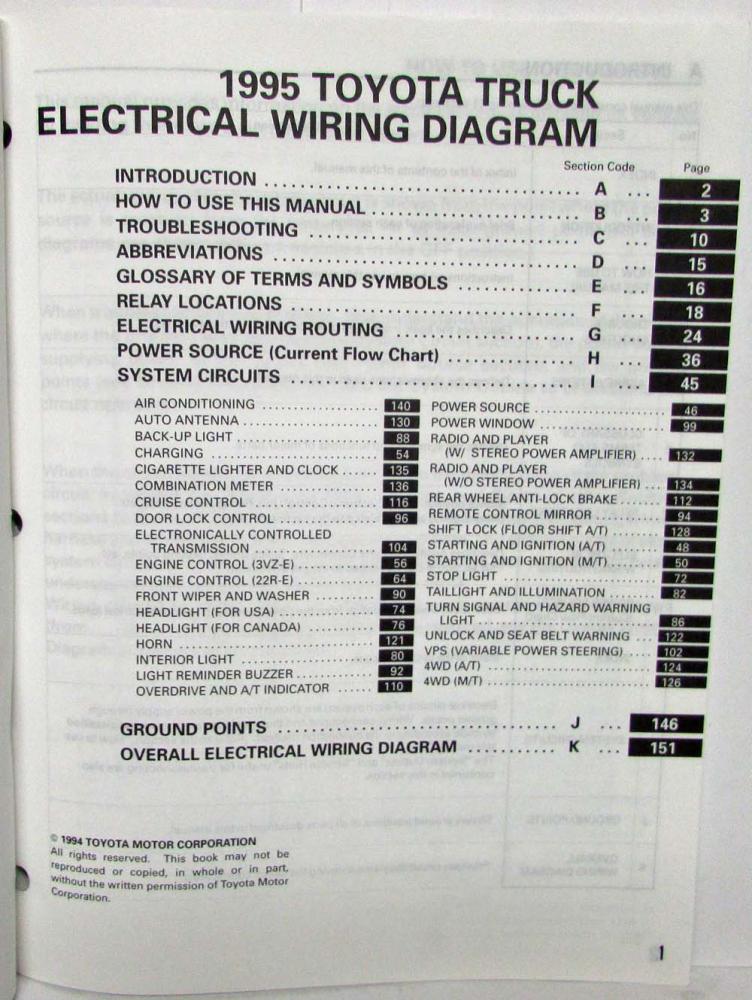 1995 TOYOTA TRUCK
ELECTRICAL WIRING DIAGRAM
Section Code Page
INTRODUCTION A 2
HOW TO USE THIS MANUAL B 3
TROUBLESHOOTING C 10
ABBREVIATIONS D 15
GLOSSARY OF TERMS AND SYMBOLS E 16
RELAY LOCATIONS F 18
ELECTRICAL WIRING ROUTING G 24
POWER SOURCE (Current Flow Chart) H 36
SYSTEM CIRCUITS I 45
AIR CONDITIONING 140
AUTO ANTENNA 130
BACK-UP LIGHT 88
CHARGING 54
CIGARETTE LIGHTER AND CLOCK 135
COMBINATION METER 136
CRUISE CONTROL 116
DOOR LOCK CONTROL 96
ELECTRONICALLY CONTROLLED
TRANSMISSION 104
ENGINE CONTROL (3VZ-E) 56
ENGINE CONTROL (22R-E) 64
FRONT WIPER AND WASHER 90
HEADLIGHT (FOR USA) 74
HEADLIGHT (FOR CANADA) 76
HORN 121
INTERIOR LIGHT 80
LIGHT REMINDER BUZZER 92
OVERDRIVE AND A/T INDICATOR 110
POWER SOURCE 46
POWER WINDOW 99
RADIO AND PLAYER
(W/ STEREO POWER AMPLIFIER) 132
RADIO AND PLAYER
(W/O STEREO POWER AMPLIFIER) 134
REAR WHEEL ANTI-LOCK BRAKE 112
REMOTE CONTROL MIRROR 94
SHIFT LOCK (FLOOR SHIFT A/T) 128
STARTING AND IGNITION (A/T) 48
STARTING AND IGNITION (M/T) 50
STOP LIGHT 72
TAILLIGHT AND ILLUMINATION 82
TURN SIGNAL AND HAZARD WARNING
LIGHT 86
UNLOCK AND SEAT BELT WARNING 122
VPS (VARIABLE POWER STEERING) 102
4WD (A/T) 124
4WD (M/T) 126
GROUND POINTS J 146
OVERALL ELECTRICAL WIRING DIAGRAM K 151
© 1994 TOYOTA MOTOR CORPORATION
All rights reserved. This book may not be
reproduced or copied, in whole or in part,
without the written permission of Toyota Motor
Corporation.
1